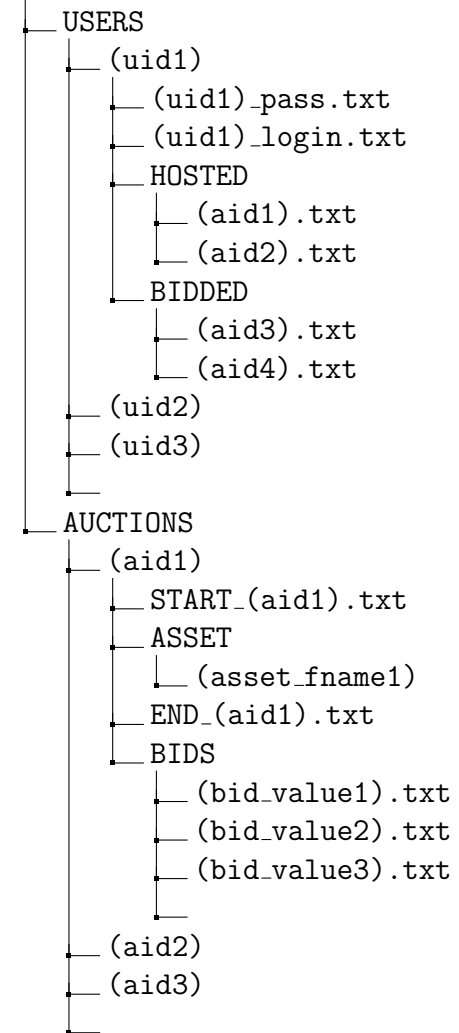 USERS
(uid1)
(uid1)_pass.txt
(uid1)_login.txt
HOSTED
(aid1).txt
(aid2).txt
BIDDED
(aid3).txt
(aid4).txt
(uid2)
(uid3)
AUCTIONS
(aid1)
START_(aid1).txt
ASSET
(asset_fname1)
END_(aid1).txt
BIDS
(bid_value1).txt
(bid_value2).txt
(bid_value3).txt
(aid2)
(aid3)